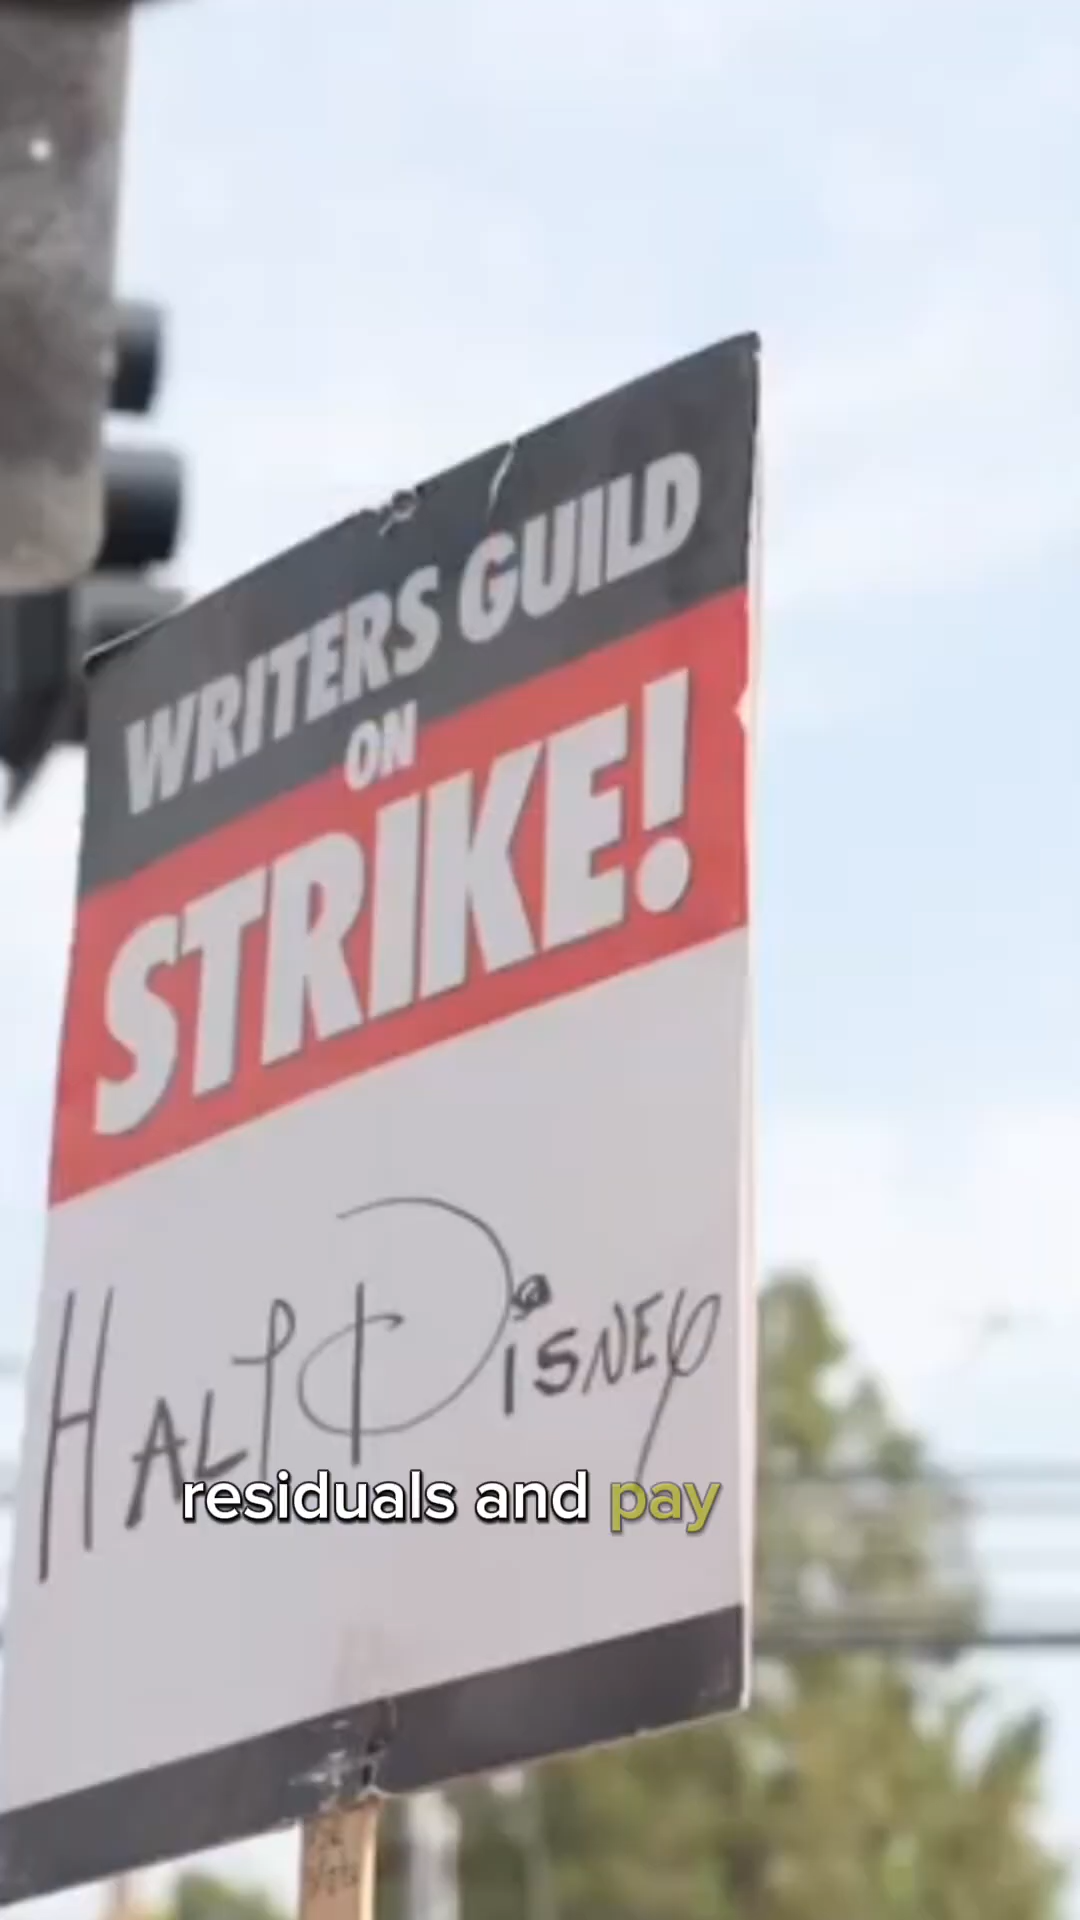 WRITERS GUILD
ON
STRIKE!
HALT DISNEY
residuals and pay